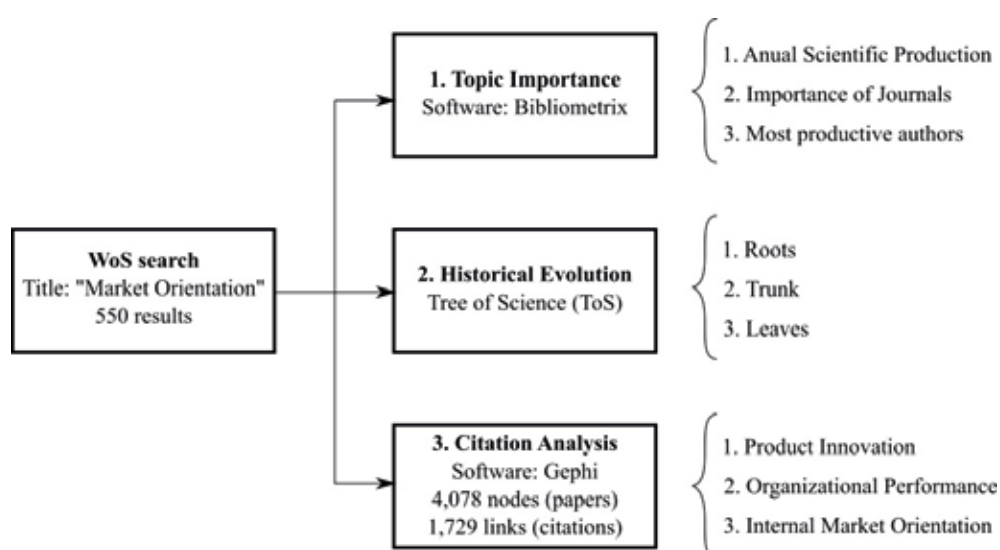 WoS search
Title: "Market Orientation"
550 results
1. Topic Importance
Software: Bibliometrix
1. Anual Scientific Production
2. Importance of Journals
3. Most productive authors
2. Historical Evolution
Tree of Science (ToS)
1. Roots
2. Trunk
3. Leaves
3. Citation Analysis
Software: Gephi
4,078 nodes (papers)
1,729 links (citations)
1. Product Innovation
2. Organizational Performance
3. Internal Market Orientation